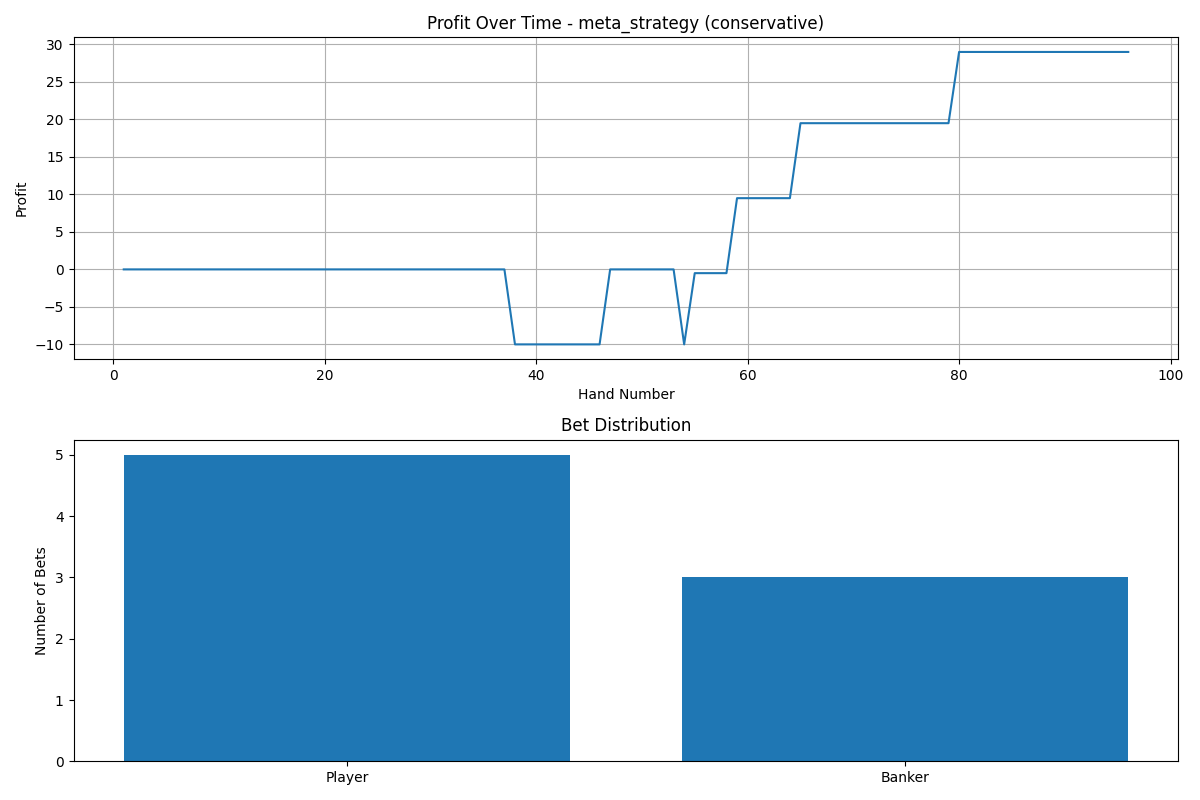 Profit Over Time - meta_strategy (conservative)
30
25
20
15
10
5
0
−5
−10
Profit
0 20 40 60 80 100
Hand Number
Bet Distribution
5
4
3
2
1
0
Number of Bets
Player Banker